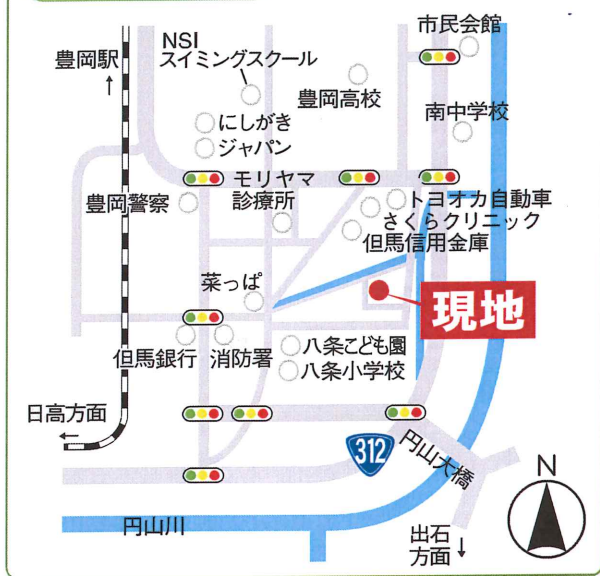 市民会館
NSI
スイミングスクール
豊岡駅
↑
豊岡高校
南中学校
にしがき
ジャパン
モリヤマ
診療所
豊岡警察
トヨオカ自動車
さくらクリニック
但馬信用金庫
菜っぱ
現地
但馬銀行
消防署
八条こども園
八条小学校
日高方面
←
312
円山大橋
N
円山川
出石
方面↓